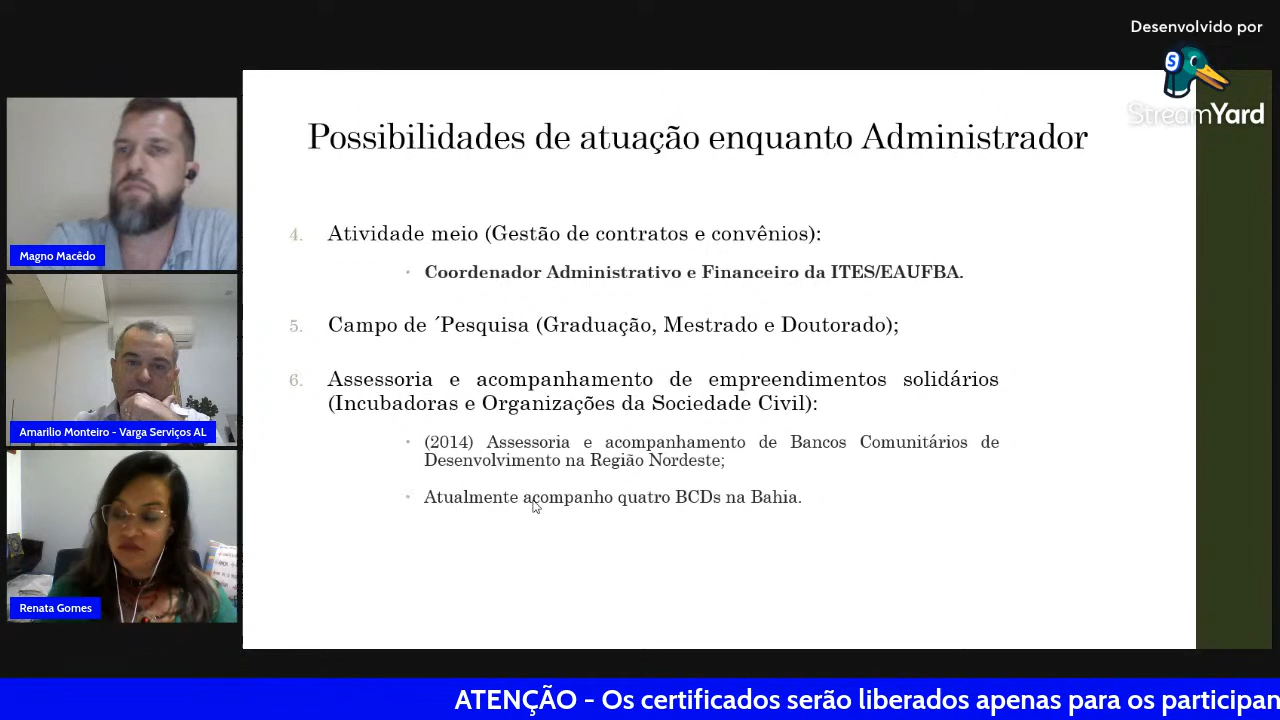 Desenvolvido por
S
StreamYard
Possibilidades de atuação enquanto Administrador
4. Atividade meio (Gestão de contratos e convênios):
• Coordenador Administrativo e Financeiro da ITES/EAUFBA.
5. Campo de ´Pesquisa (Graduação, Mestrado e Doutorado);
6. Assessoria e acompanhamento de empreendimentos solidários
(Incubadoras e Organizações da Sociedade Civil):
• (2014) Assessoria e acompanhamento de Bancos Comunitários de
Desenvolvimento na Região Nordeste;
• Atualmente acompanho quatro BCDs na Bahia.
Magno Macêdo
Amarilio Monteiro - Varga Serviços AL
Renata Gomes
ATENÇÃO - Os certificados serão liberados apenas para os participan